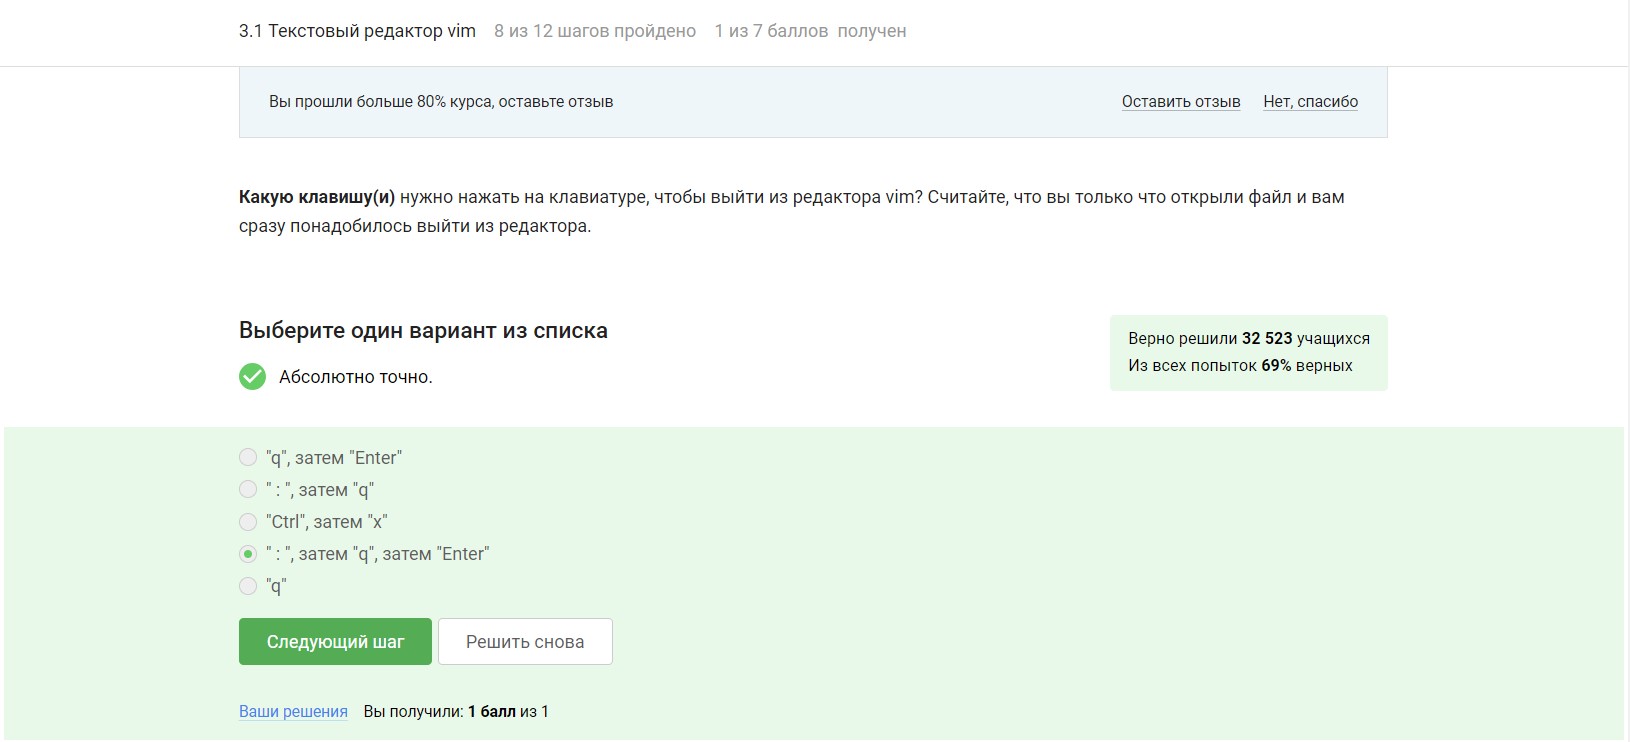 3.1 Текстовый редактор vim 8 из 12 шагов пройдено 1 из 7 баллов получен
Вы прошли больше 80% курса, оставьте отзыв Оставить отзыв Нет, спасибо
Какую клавишу(и) нужно нажать на клавиатуре, чтобы выйти из редактора vim? Считайте, что вы только что открыли файл и вам
сразу понадобилось выйти из редактора.
Выберите один вариант из списка
Абсолютно точно.
Верно решили 32 523 учащихся
Из всех попыток 69% верных
"q", затем "Enter"
" : ", затем "q"
"Ctrl", затем "x"
" : ", затем "q", затем "Enter"
"q"
Следующий шаг Решить снова
Ваши решения Вы получили: 1 балл из 1